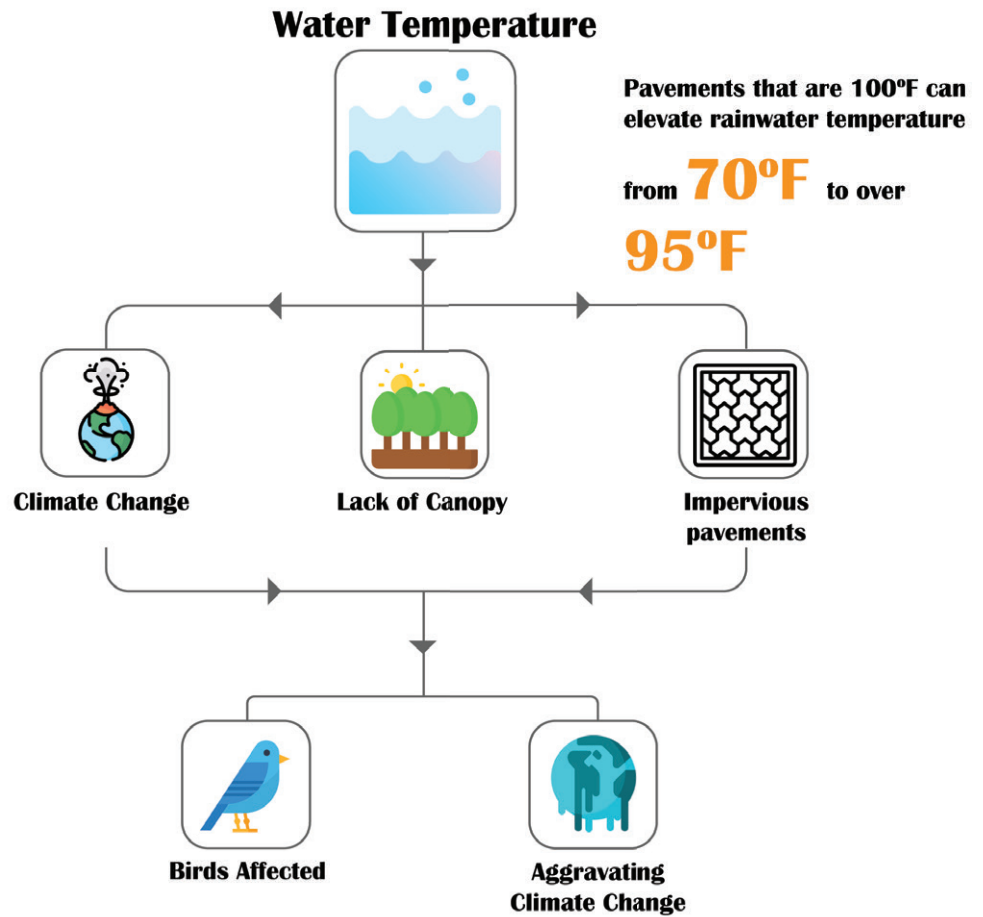 Water Temperature
Pavements that are 100ºF can
elevate rainwater temperature
from 70ºF to over
95ºF
Climate Change
Lack of Canopy
Impervious
pavements
Birds Affected
Aggravating
Climate Change